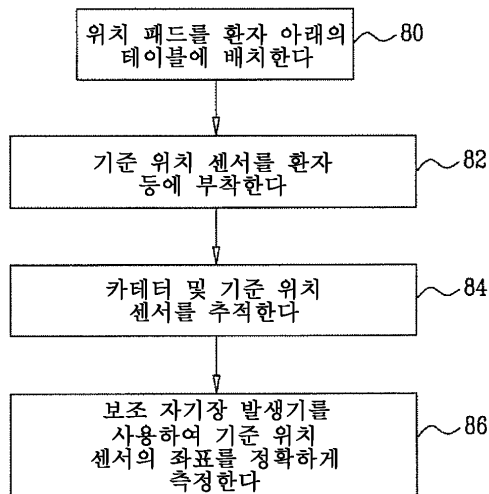 위치 패드를 환자 아래의
테이블에 배치한다
80
기준 위치 센서를 환자
등에 부착한다
82
카테터 및 기준 위치
센서를 추적한다
84
보조 자기장 발생기를
사용하여 기준 위치
센서의 좌표를 정확하게
측정한다
86